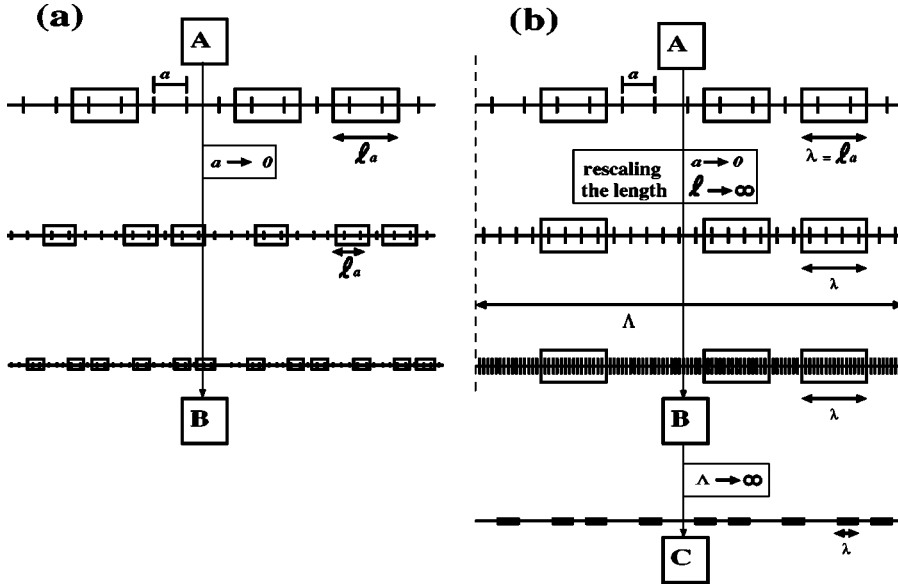 (a)
A
a
ℓa
a → 0
ℓa
B
(b)
A
a
λ = ℓa
rescaling
the length
a → 0
ℓ → ∞
λ
Λ
λ
B
Λ → ∞
λ
C